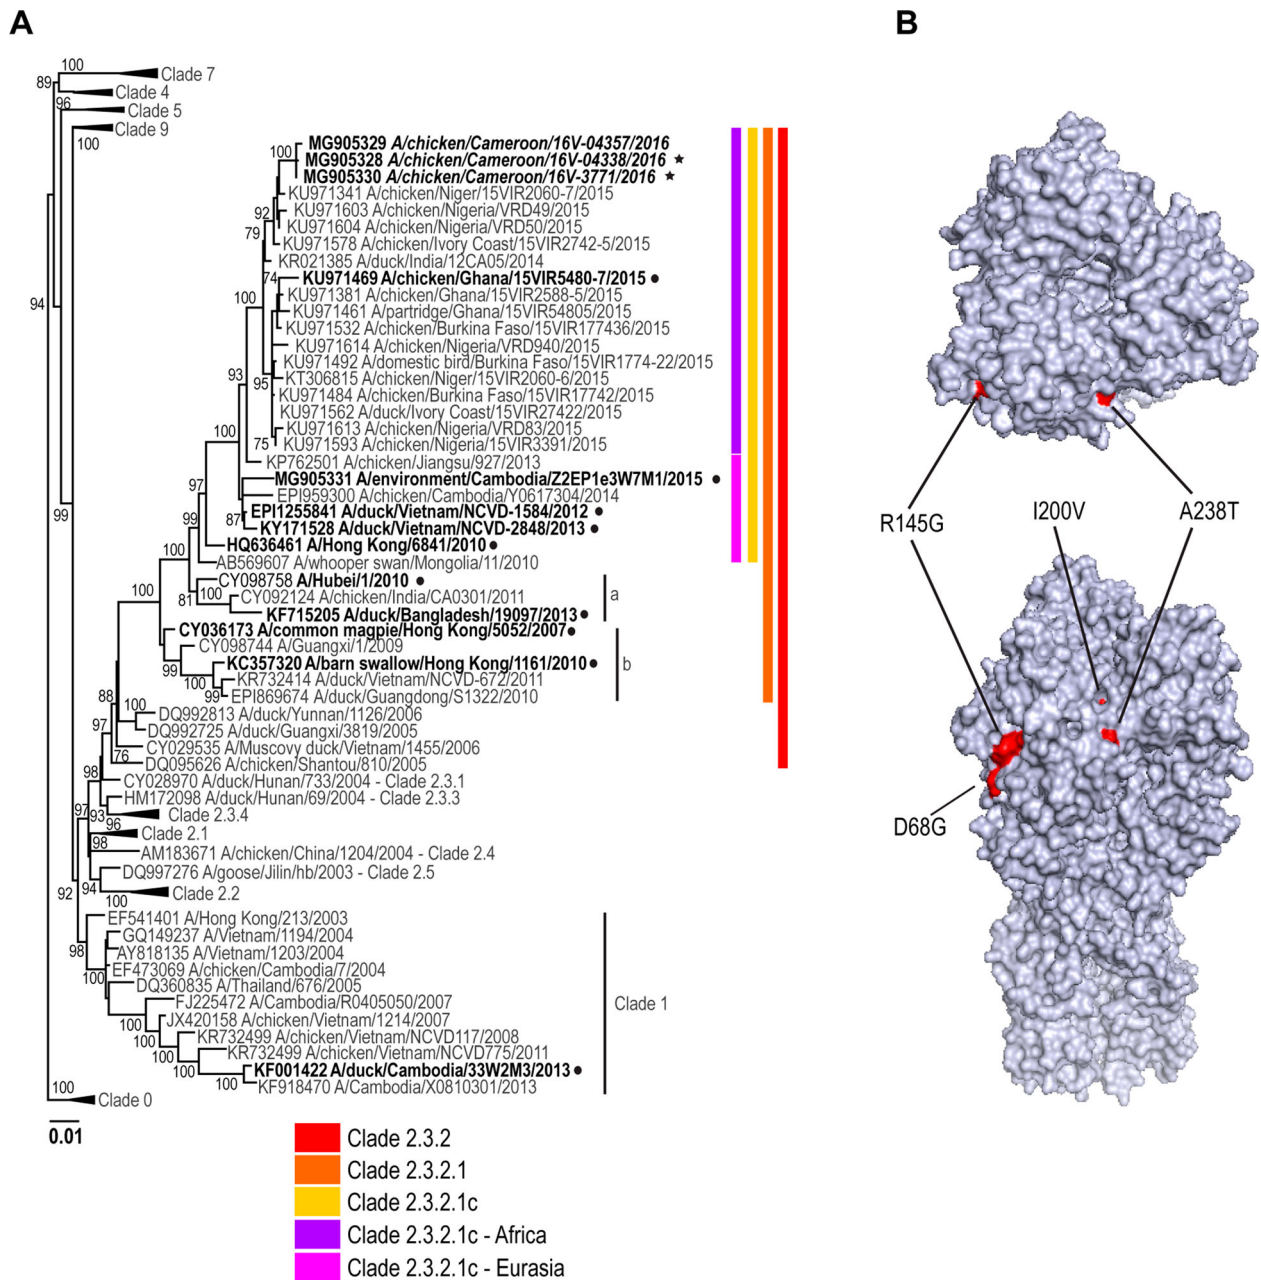 A
B
100
Clade 7
89
Clade 4
96
Clade 5
Clade 9
100
MG905329 A/chicken/Cameroon/16V-04357/2016
100
MG905328 A/chicken/Cameroon/16V-04338/2016 ★
MG905330 A/chicken/Cameroon/16V-3771/2016 ★
KU971341 A/chicken/Niger/15VIR2060-7/2015
92
KU971603 A/chicken/Nigeria/VRD49/2015
KU971604 A/chicken/Nigeria/VRD50/2015
79
KU971578 A/chicken/Ivory Coast/15VIR2742-5/2015
KR021385 A/duck/India/12CA05/2014
74
KU971469 A/chicken/Ghana/15VIR5480-7/2015 ●
94
100
KU971381 A/chicken/Ghana/15VIR2588-5/2015
KU971461 A/partridge/Ghana/15VIR54805/2015
KU971532 A/chicken/Burkina Faso/15VIR177436/2015
KU971614 A/chicken/Nigeria/VRD940/2015
KU971492 A/domestic bird/Burkina Faso/15VIR1774-22/2015
93
95
KT306815 A/chicken/Niger/15VIR2060-6/2015
KU971484 A/chicken/Burkina Faso/15VIR17742/2015
KU971562 A/duck/Ivory Coast/15VIR27422/2015
100
KU971613 A/chicken/Nigeria/VRD83/2015
75
KU971593 A/chicken/Nigeria/15VIR3391/2015
KP762501 A/chicken/Jiangsu/927/2013
97
MG905331 A/environment/Cambodia/Z2EP1e3W7M1/2015 ●
EPI959300 A/chicken/Cambodia/Y0617304/2014
99
99
87
EPI1255841 A/duck/Vietnam/NCVD-1584/2012 ●
KY171528 A/duck/Vietnam/NCVD-2848/2013 ●
HQ636461 A/Hong Kong/6841/2010 ●
100
AB569607 A/whooper swan/Mongolia/11/2010
CY098758 A/Hubei/1/2010 ●
100
81
100
CY092124 A/chicken/India/CA0301/2011
a
KF715205 A/duck/Bangladesh/19097/2013 ●
CY036173 A/common magpie/Hong Kong/5052/2007 ●
CY098744 A/Guangxi/1/2009
99
KC357320 A/barn swallow/Hong Kong/1161/2010 ●
b
100
KR732414 A/duck/Vietnam/NCVD-672/2011
88
99
EPI869674 A/duck/Guangdong/S1322/2010
100
DQ992813 A/duck/Yunnan/1126/2006
97
DQ992725 A/duck/Guangxi/3819/2005
CY029535 A/Muscovy duck/Vietnam/1455/2006
76
DQ095626 A/chicken/Shantou/810/2005
98
CY028970 A/duck/Hunan/733/2004 - Clade 2.3.1
HM172098 A/duck/Hunan/69/2004 - Clade 2.3.3
97
93
Clade 2.3.4
96
Clade 2.1
98
AM183671 A/chicken/China/1204/2004 - Clade 2.4
DQ997276 A/goose/Jilin/hb/2003 - Clade 2.5
92
94
100
Clade 2.2
EF541401 A/Hong Kong/213/2003
GQ149237 A/Vietnam/1194/2004
98
AY818135 A/Vietnam/1203/2004
EF473069 A/chicken/Cambodia/7/2004
100
DQ360835 A/Thailand/676/2005
FJ225472 A/Cambodia/R0405050/2007
Clade 1
100
JX420158 A/chicken/Vietnam/1214/2007
100
KR732499 A/chicken/Vietnam/NCVD117/2008
100
KR732499 A/chicken/Vietnam/NCVD775/2011
100
KF001422 A/duck/Cambodia/33W2M3/2013 ●
100
KF918470 A/Cambodia/X0810301/2013
100
Clade 0
0.01
Clade 2.3.2
Clade 2.3.2.1
Clade 2.3.2.1c
Clade 2.3.2.1c - Africa
Clade 2.3.2.1c - Eurasia
R145G
I200V
A238T
D68G